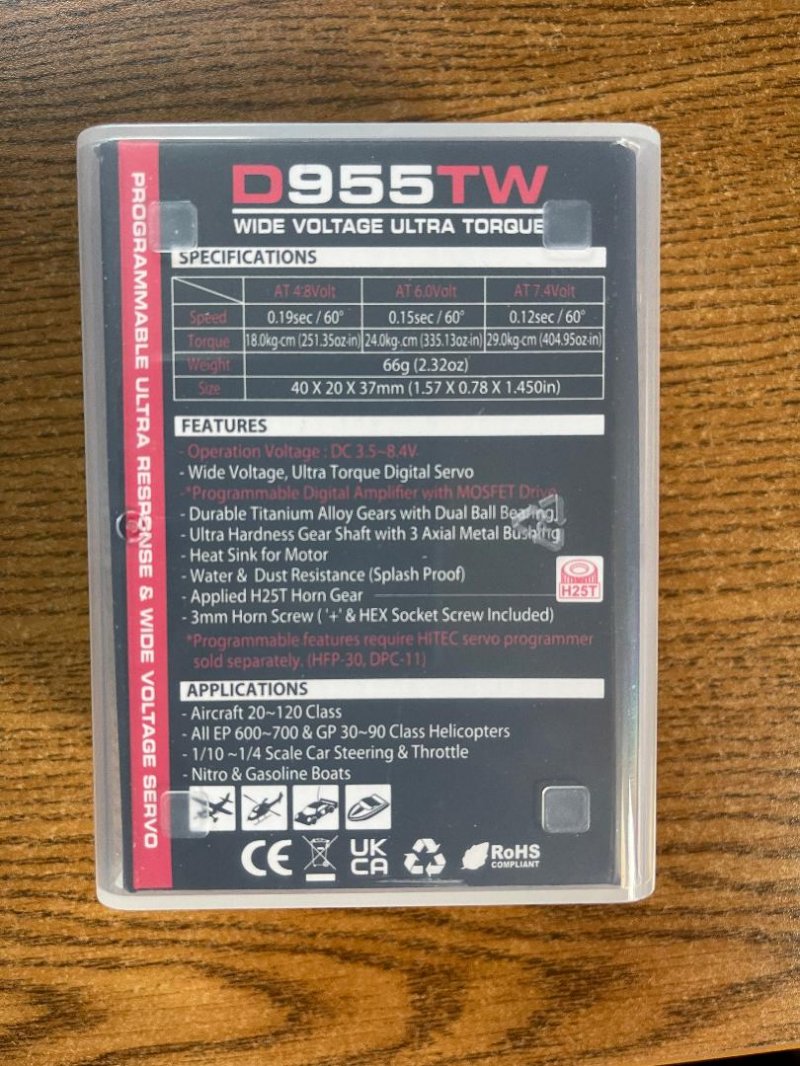 D955TW
WIDE VOLTAGE ULTRA TORQUE
PROGRAMMABLE ULTRA RESPONSE & WIDE VOLTAGE SERVO
SPECIFICATIONS
AT 4.8Volt AT 6.0Volt AT 7.4Volt
Speed 0.19sec / 60° 0.15sec / 60° 0.12sec / 60°
Torque 18.0kg·cm (251.35oz·in) 24.0kg·cm (335.13oz·in) 29.0kg·cm (404.95oz·in)
Weight 66g (2.32oz)
Size 40 X 20 X 37mm (1.57 X 0.78 X 1.450in)
FEATURES
- Operation Voltage : DC 3.5~8.4V
- Wide Voltage, Ultra Torque Digital Servo
- *Programmable Digital Amplifier with MOSFET Drive
- Durable Titanium Alloy Gears with Dual Ball Bearing
- Ultra Hardness Gear Shaft with 3 Axial Metal Bushing
- Heat Sink for Motor
- Water & Dust Resistance (Splash Proof)
- Applied H25T Horn Gear
H25T
- 3mm Horn Screw ( '+' & HEX Socket Screw Included)
*Programmable features require HITEC servo programmer
sold separately. (HFP-30, DPC-11)
APPLICATIONS
- Aircraft 20~120 Class
- All EP 600~700 & GP 30~90 Class Helicopters
- 1/10 ~1/4 Scale Car Steering & Throttle
- Nitro & Gasoline Boats
CE
UK
CA
RoHS
COMPLIANT